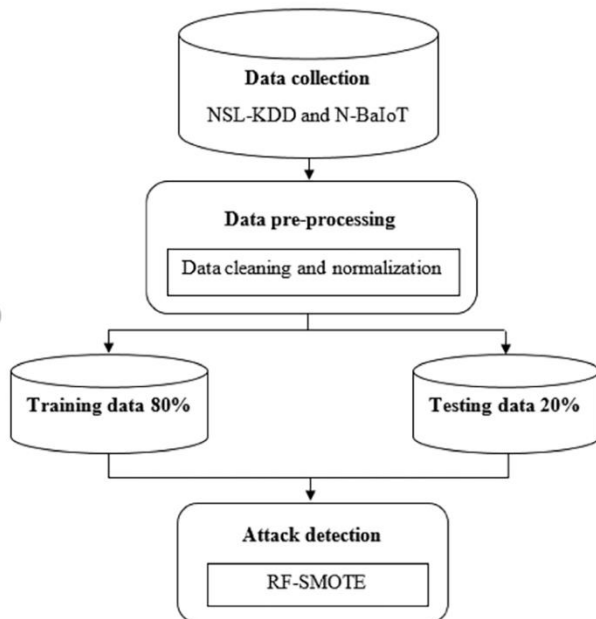 Data collection
NSL-KDD and N-BaIoT
Data pre-processing
Data cleaning and normalization
Training data 80%
Testing data 20%
Attack detection
RF-SMOTE